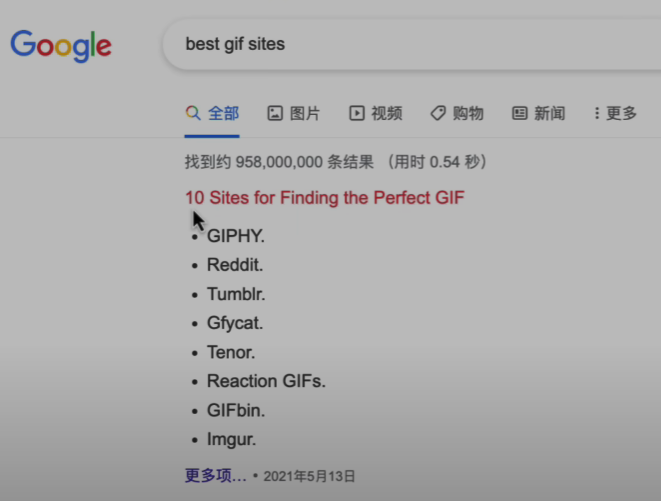 Google
best gif sites
全部 图片 视频 购物 新闻 更多
找到约 958,000,000 条结果 （用时 0.54 秒）
10 Sites for Finding the Perfect GIF
• GIPHY.
• Reddit.
• Tumblr.
• Gfycat.
• Tenor.
• Reaction GIFs.
• GIFbin.
• Imgur.
更多项... • 2021年5月13日